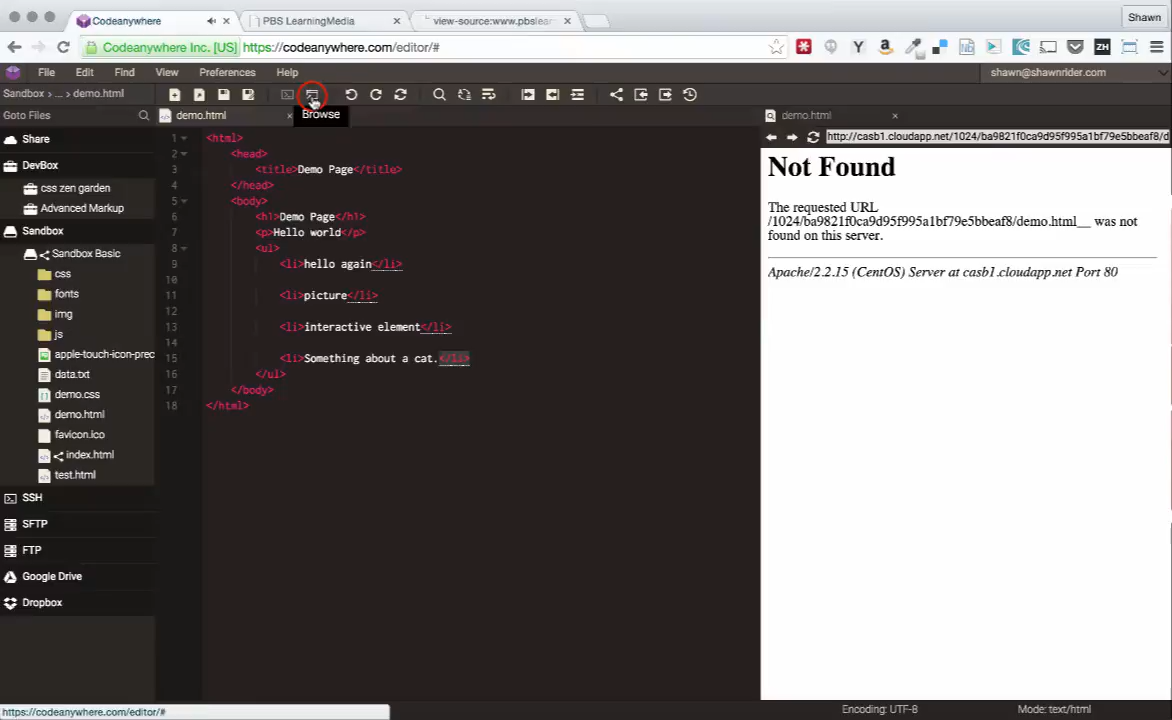 Codeanywhere
PBS LearningMedia
view-source:www.pbslear
Shawn
Codeanywhere Inc. [US] https://codeanywhere.com/editor/#
File Edit Find View Preferences Help
shawn@shawnrider.com
Sandbox > ... > demo.html
Goto Files
demo.html
Browse
demo.html
http://casb1.cloudapp.net/1024/ba9821f0ca9d95f995a1bf79e5bbeaf8/d
Share
DevBox
css zen garden
Advanced Markup
Sandbox
Sandbox Basic
css
fonts
img
js
apple-touch-icon-prec
data.txt
demo.css
demo.html
favicon.ico
index.html
test.html
SSH
SFTP
FTP
Google Drive
Dropbox
1 <html>
2 <head>
3 <title>Demo Page</title>
4 </head>
5 <body>
6 <h1>Demo Page</h1>
7 <p>Hello world</p>
8 <ul>
9 <li>hello again</li>
10
11 <li>picture</li>
12
13 <li>interactive element</li>
14
15 <li>Something about a cat.</li>
16 </ul>
17 </body>
18 </html>
Not Found
The requested URL
/1024/ba9821f0ca9d95f995a1bf79e5bbeaf8/demo.html__ was not
found on this server.
Apache/2.2.15 (CentOS) Server at casb1.cloudapp.net Port 80
https://codeanywhere.com/editor/#
Encoding: UTF-8
Mode: text/html